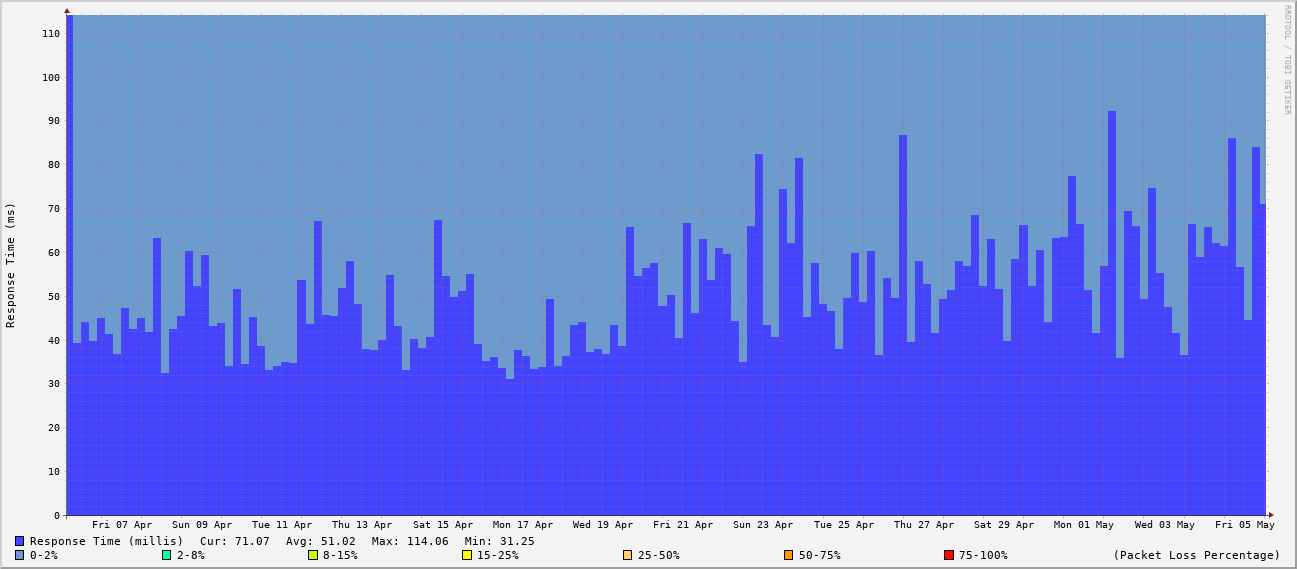 RRDTOOL / TOBI OETIKER
Response Time (ms)
110
100
90
80
70
60
50
40
30
20
10
0
Fri 07 Apr Sun 09 Apr Tue 11 Apr Thu 13 Apr Sat 15 Apr Mon 17 Apr Wed 19 Apr Fri 21 Apr Sun 23 Apr Tue 25 Apr Thu 27 Apr Sat 29 Apr Mon 01 May Wed 03 May Fri 05 May
Response Time (millis) Cur: 71.07 Avg: 51.02 Max: 114.06 Min: 31.25
0-2% 2-8% 8-15% 15-25% 25-50% 50-75% 75-100% (Packet Loss Percentage)